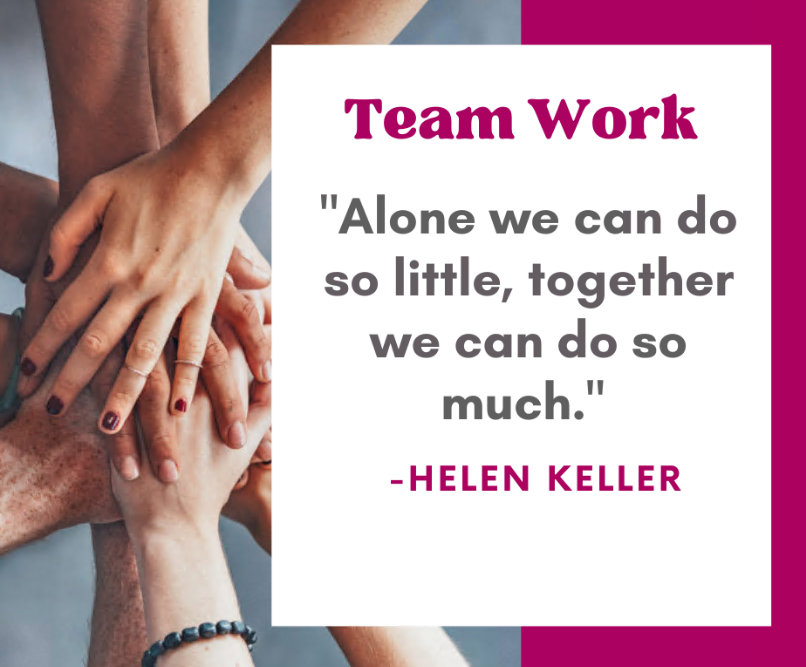 Team Work
"Alone we can do
so little, together
we can do so
much."
-HELEN KELLER